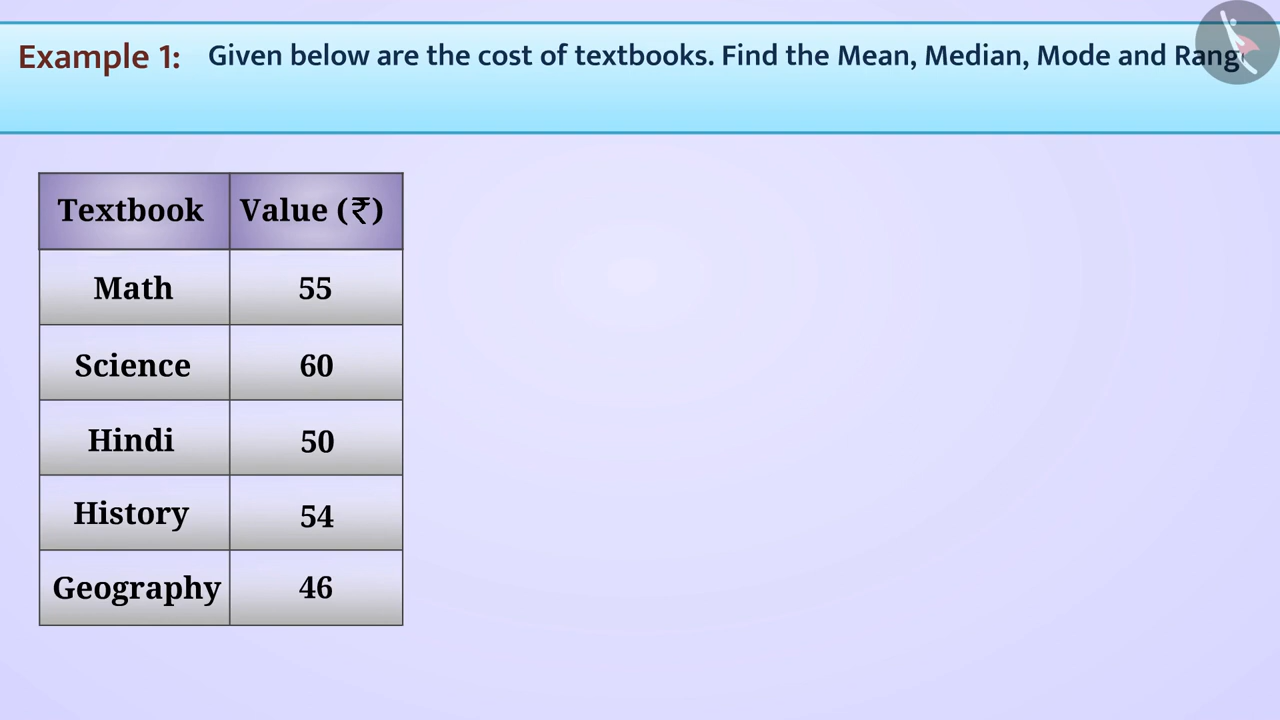 Example 1: Given below are the cost of textbooks. Find the Mean, Median, Mode and Rang
Textbook Value (₹)
Math 55
Science 60
Hindi 50
History 54
Geography 46